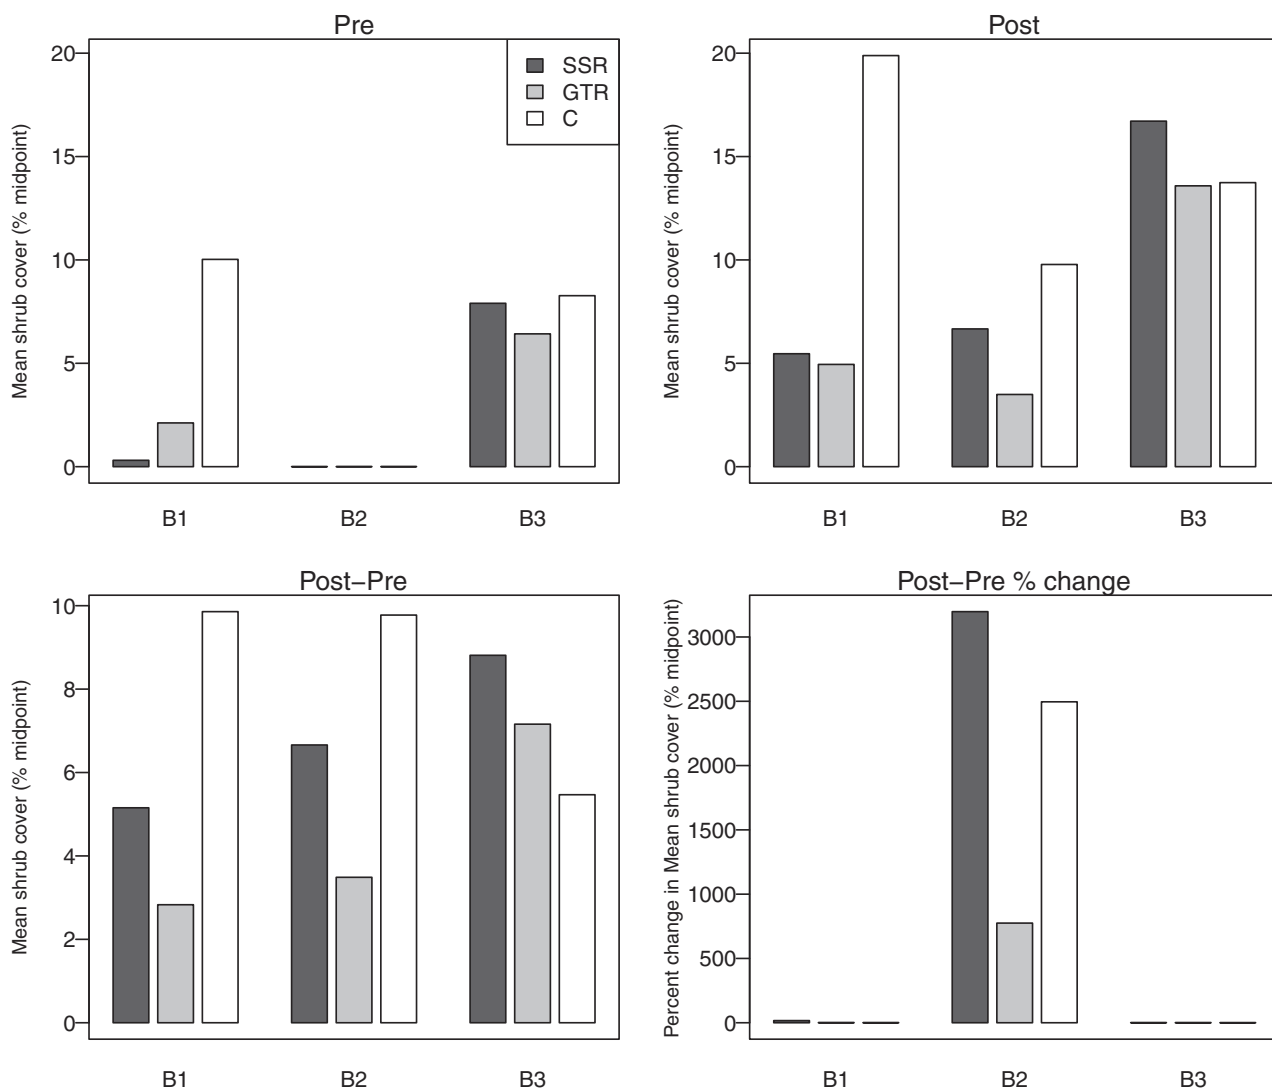 Pre
Mean shrub cover (% midpoint)
20
15
10
5
0
SSR
GTR
C
B1 B2 B3
Post
Mean shrub cover (% midpoint)
20
15
10
5
0
B1 B2 B3
Post−Pre
Mean shrub cover (% midpoint)
10
8
6
4
2
0
B1 B2 B3
Post−Pre % change
Percent change in Mean shrub cover (% midpoint)
3000
2500
2000
1500
1000
500
0
B1 B2 B3